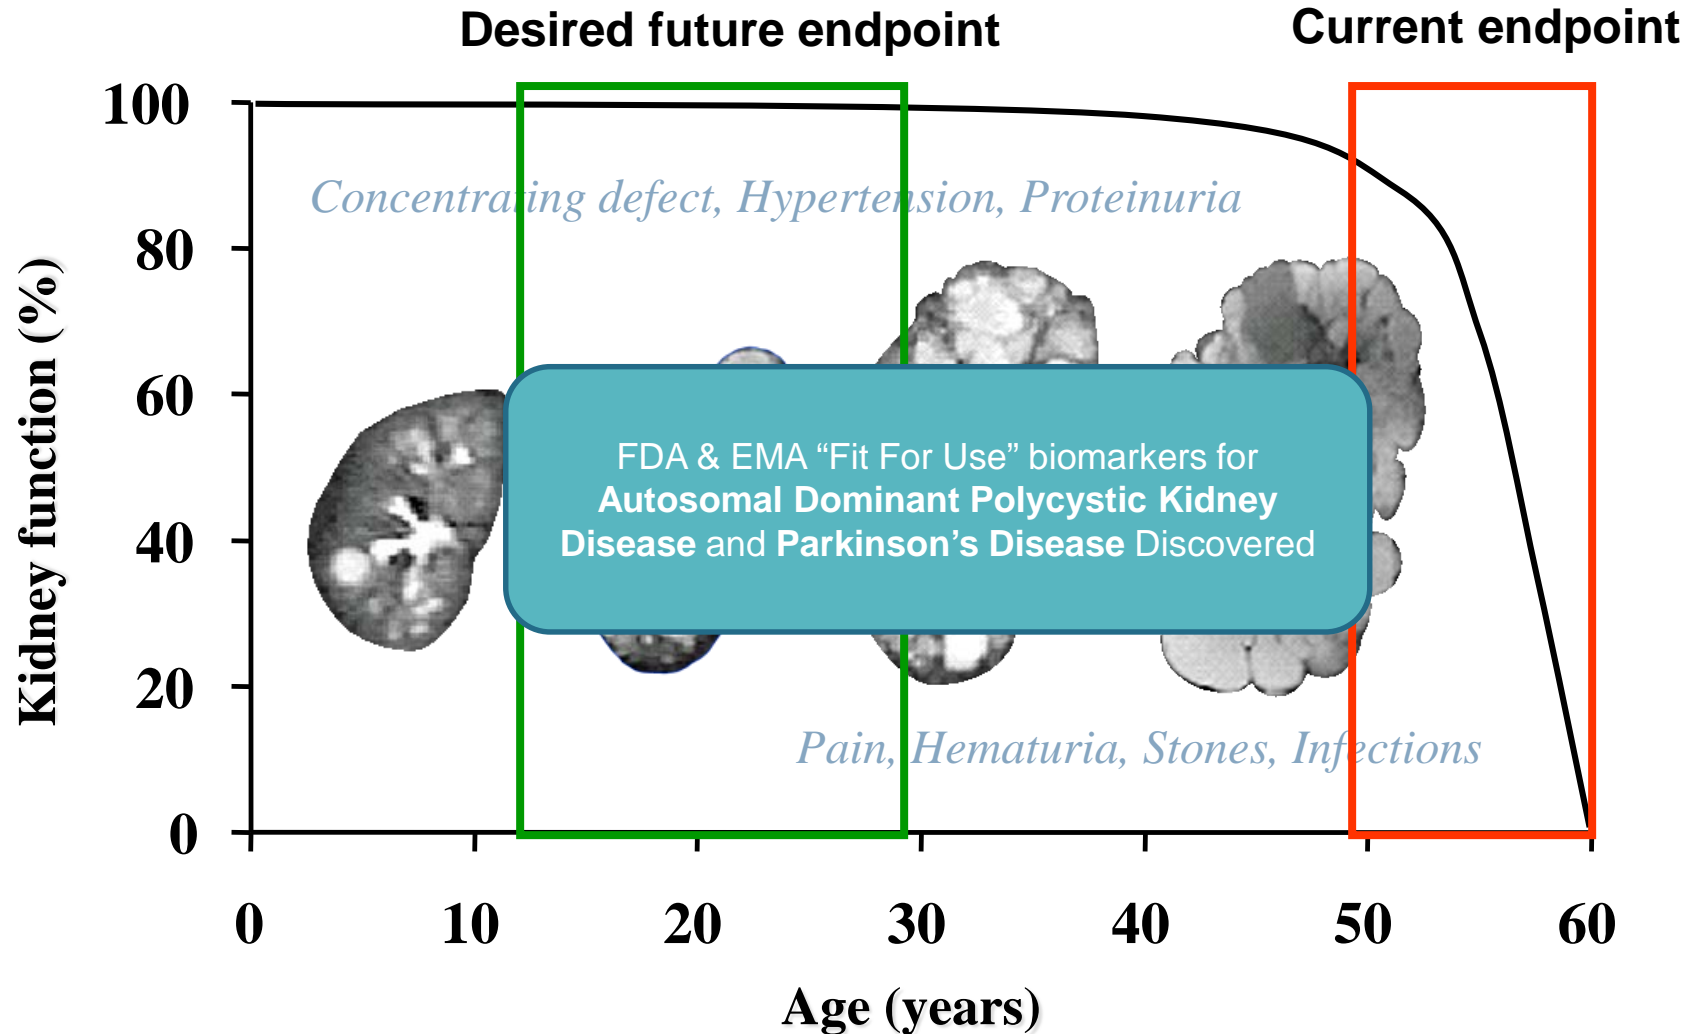 Desired future endpoint
Current endpoint
Kidney function (%)
100
80
60
40
20
0
Concentrating defect, Hypertension, Proteinuria
FDA & EMA “Fit For Use” biomarkers for
Autosomal Dominant Polycystic Kidney
Disease and Parkinson’s Disease Discovered
Pain, Hematuria, Stones, Infections
0 10 20 30 40 50 60
Age (years)